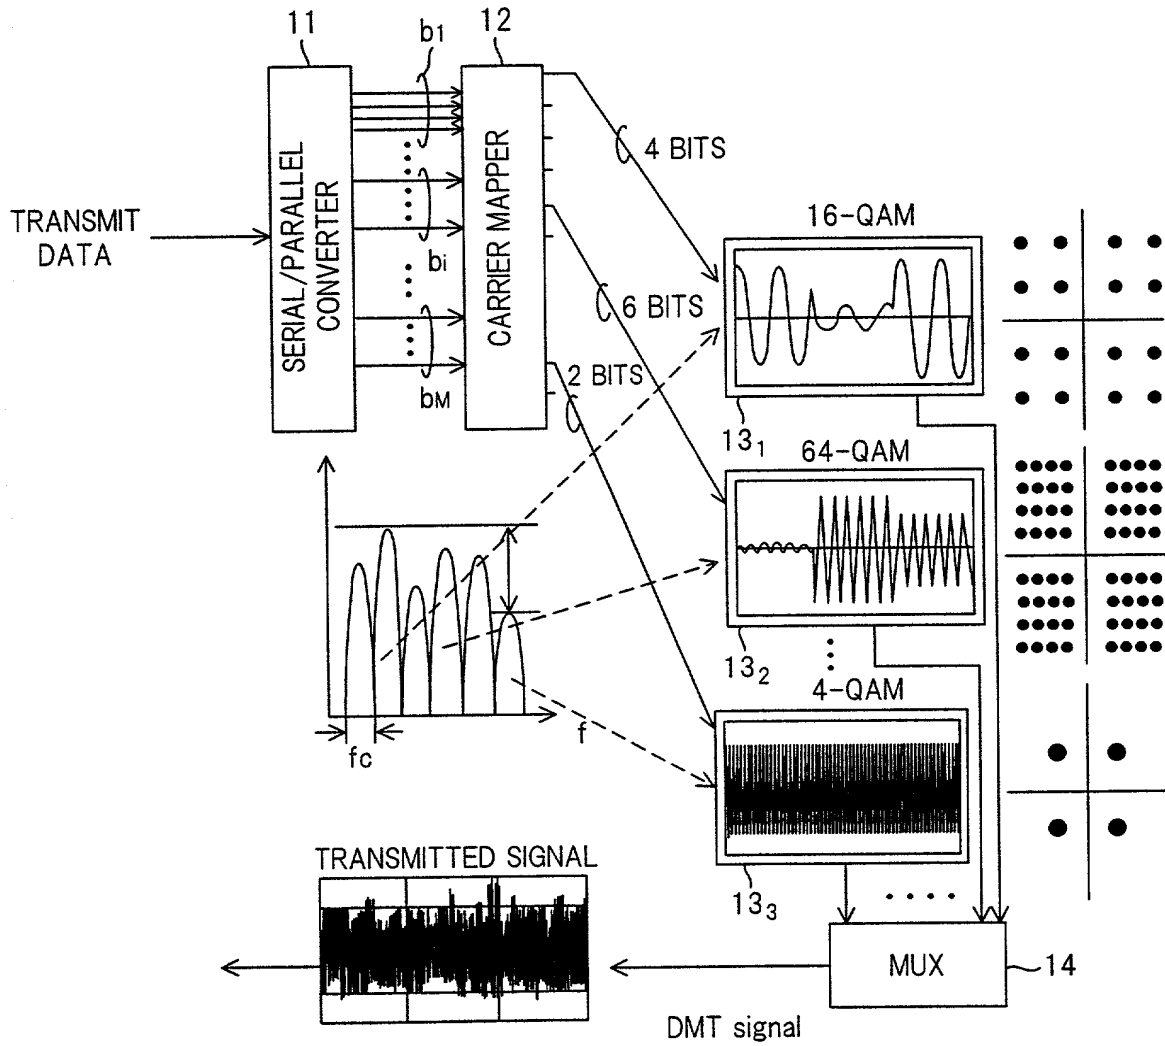 11
b1
12
4 BITS
TRANSMIT
DATA
SERIAL/PARALLEL
CONVERTER
CARRIER MAPPER
16-QAM
bi
6 BITS
2 BITS
bM
13₁
64-QAM
13₂
4-QAM
f
fc
TRANSMITTED SIGNAL
13₃
MUX
14
DMT signal